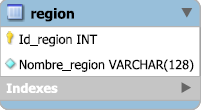 region
Id_region INT
Nombre_region VARCHAR(128)
Indexes